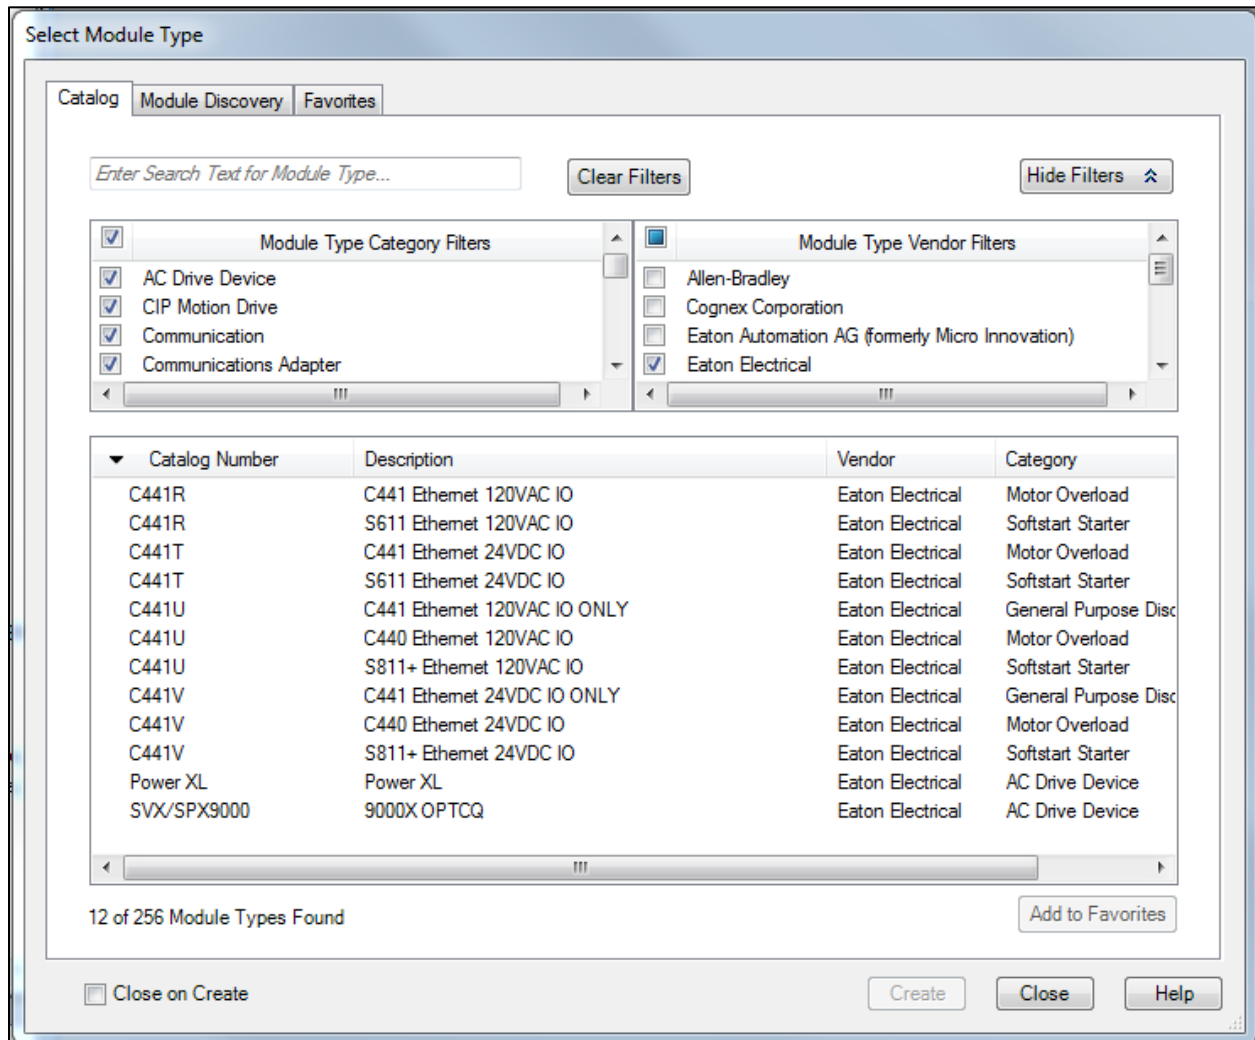 Select Module Type
Catalog Module Discovery Favorites
Enter Search Text for Module Type... Clear Filters Hide Filters
Module Type Category Filters Module Type Vendor Filters
AC Drive Device Allen-Bradley
CIP Motion Drive Cognex Corporation
Communication Eaton Automation AG (formerly Micro Innovation)
Communications Adapter Eaton Electrical
Catalog Number Description Vendor Category
C441R C441 Ethernet 120VAC IO Eaton Electrical Motor Overload
C441R S611 Ethernet 120VAC IO Eaton Electrical Softstart Starter
C441T C441 Ethernet 24VDC IO Eaton Electrical Motor Overload
C441T S611 Ethernet 24VDC IO Eaton Electrical Softstart Starter
C441U C441 Ethernet 120VAC IO ONLY Eaton Electrical General Purpose Disc
C441U C440 Ethernet 120VAC IO Eaton Electrical Motor Overload
C441U S811+ Ethernet 120VAC IO Eaton Electrical Softstart Starter
C441V C441 Ethernet 24VDC IO ONLY Eaton Electrical General Purpose Disc
C441V C440 Ethernet 24VDC IO Eaton Electrical Motor Overload
C441V S811+ Ethernet 24VDC IO Eaton Electrical Softstart Starter
Power XL Power XL Eaton Electrical AC Drive Device
SVX/SPX9000 9000X OPTCQ Eaton Electrical AC Drive Device
12 of 256 Module Types Found Add to Favorites
Close on Create Create Close Help